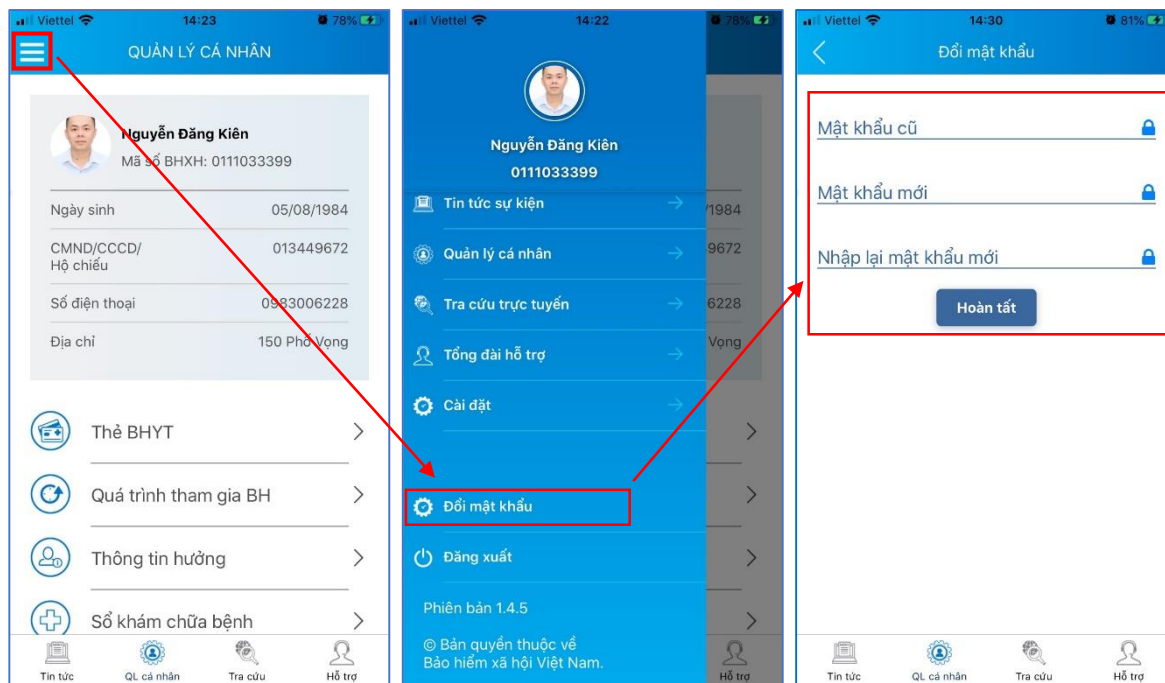 Viettel 14:23 78%
QUẢN LÝ CÁ NHÂN
Nguyễn Đăng Kiên
Mã số BHXH: 0111033399
Ngày sinh 05/08/1984
CMND/CCCD/ 013449672
Hộ chiếu
Số điện thoại 0983006228
Địa chỉ 150 Phố Vọng
Thẻ BHYT
Quá trình tham gia BH
Thông tin hưởng
Sổ khám chữa bệnh
Tin tức QL cá nhân Tra cứu Hỗ trợ
Viettel 14:22 78%
Nguyễn Đăng Kiên
0111033399
Tin tức sự kiện
/1984
Quản lý cá nhân
9672
Tra cứu trực tuyến
6228
Tổng đài hỗ trợ
Vọng
Cài đặt
Đổi mật khẩu
Đăng xuất
Phiên bản 1.4.5
© Bản quyền thuộc về
Bảo hiểm xã hội Việt Nam.
Hỗ trợ
Viettel 14:30 81%
Đổi mật khẩu
Mật khẩu cũ
Mật khẩu mới
Nhập lại mật khẩu mới
Hoàn tất
Tin tức QL cá nhân Tra cứu Hỗ trợ